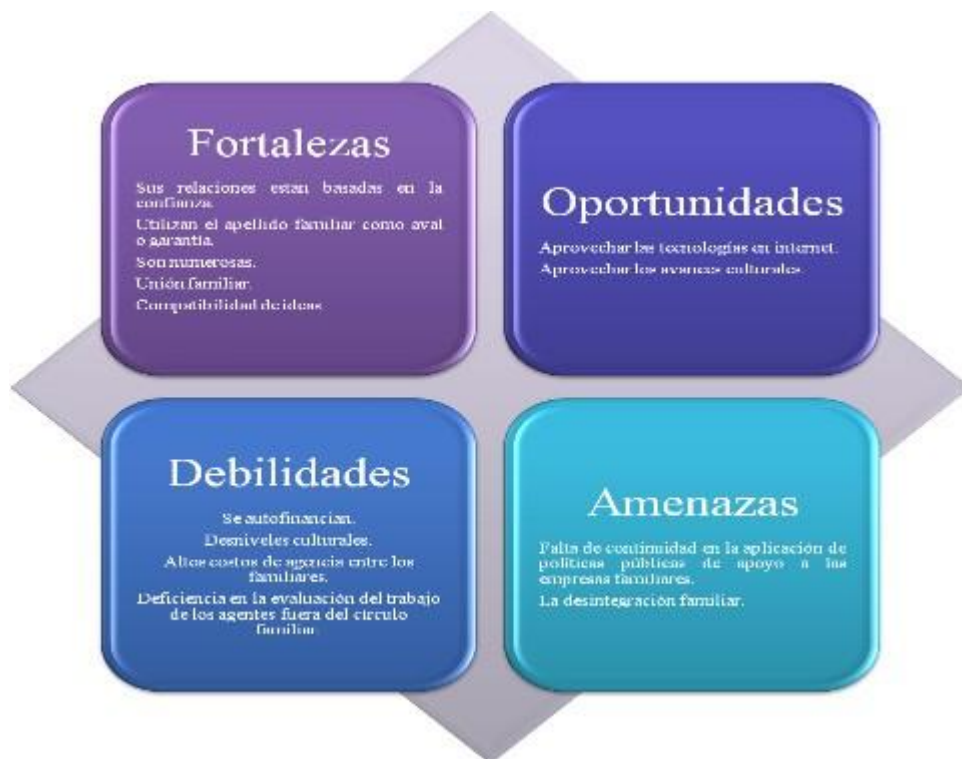 Fortalezas
Sus relaciones estan basadas en la
confianza.
Utilizan el apellido familiar como aval
o garantía.
Son numerosas.
Unión familiar.
Compatibilidad de ideas
Oportunidades
Aprovechar las tecnologías en internet.
Aprovechar los avances culturales
Debilidades
Se autofinancian.
Desniveles culturales.
Altos costos de agencia entre los
familiares.
Deficiencia en la evaluación del trabajo
de los agentes fuera del círculo
familiar
Amenazas
Falta de continuidad en la aplicación de
políticas públicas de apoyo a las
empresas familiares.
La desintegración familiar.